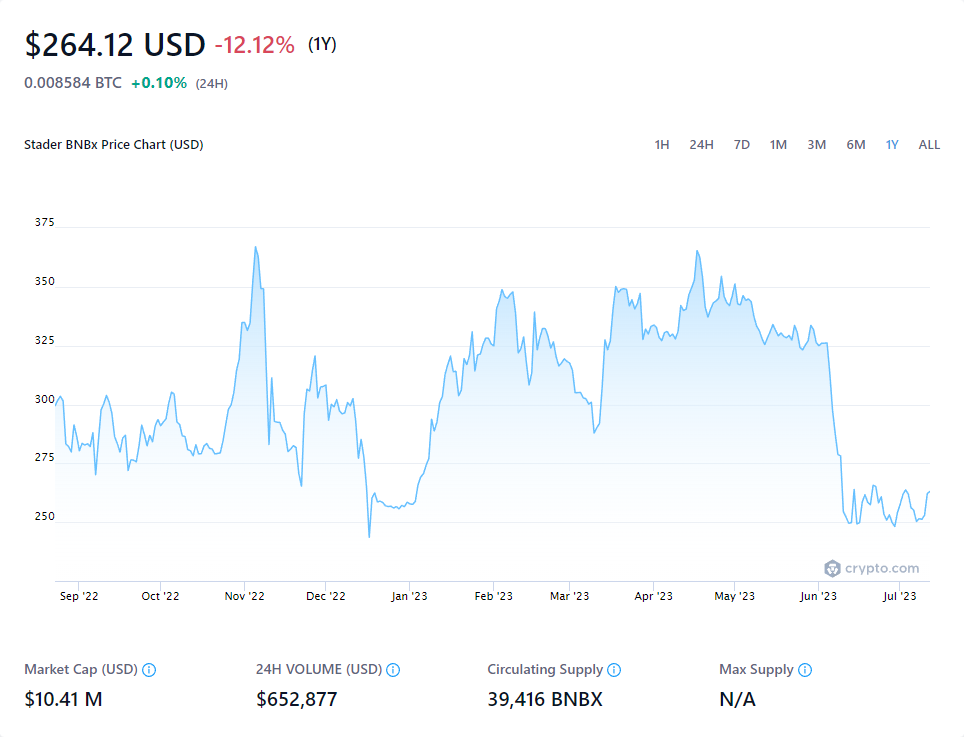 $264.12 USD -12.12% (1Y)
0.008584 BTC +0.10% (24H)
Stader BNBx Price Chart (USD) 1H 24H 7D 1M 3M 6M 1Y ALL
375
350
325
300
275
250
crypto.com
Sep '22 Oct '22 Nov '22 Dec '22 Jan '23 Feb '23 Mar '23 Apr '23 May '23 Jun '23 Jul '23
Market Cap (USD) 24H VOLUME (USD) Circulating Supply Max Supply
$10.41 M $652,877 39,416 BNBX N/A